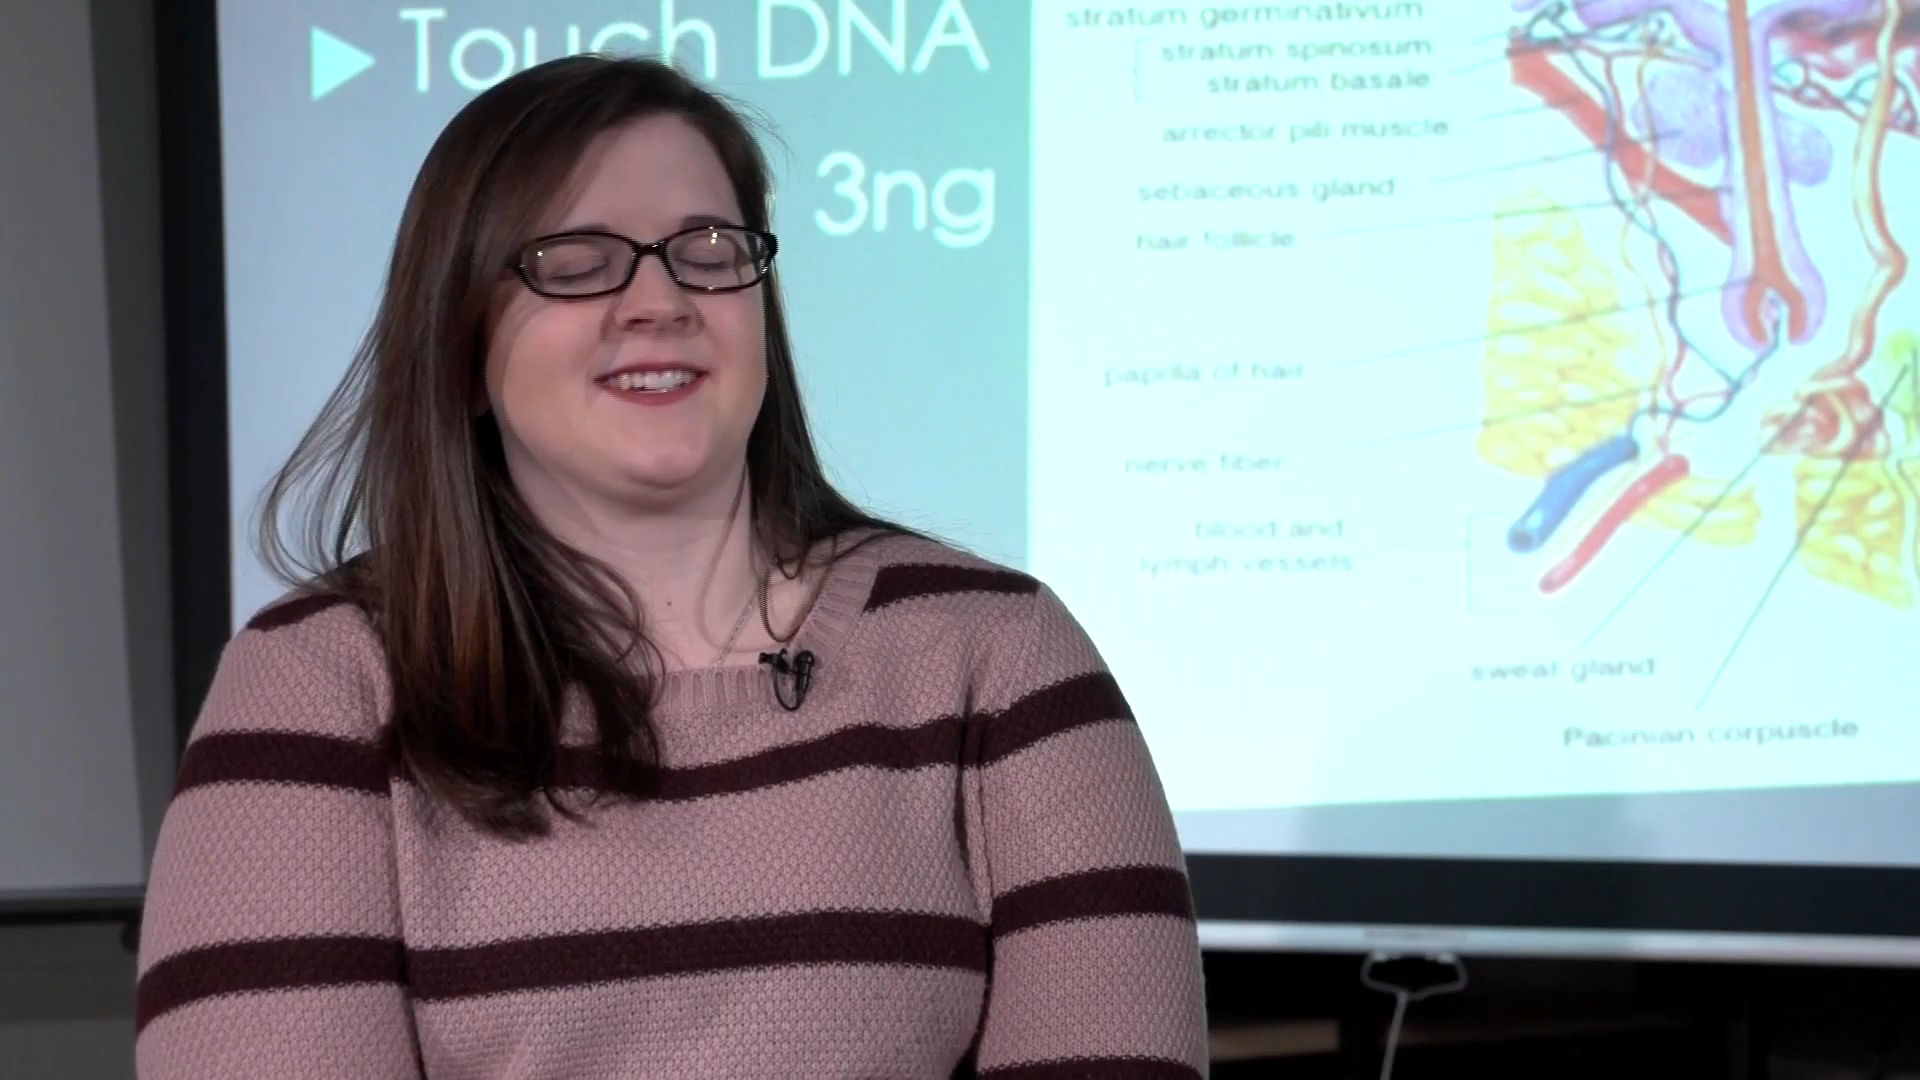 Touch DNA
3ng
stratum germinativum
stratum spinosum
stratum basale
arrector pili muscle
sebaceous gland
hair follicle
papilla of hair
nerve fiber
blood and
lymph vessels
sweat gland
Pacinian corpuscle